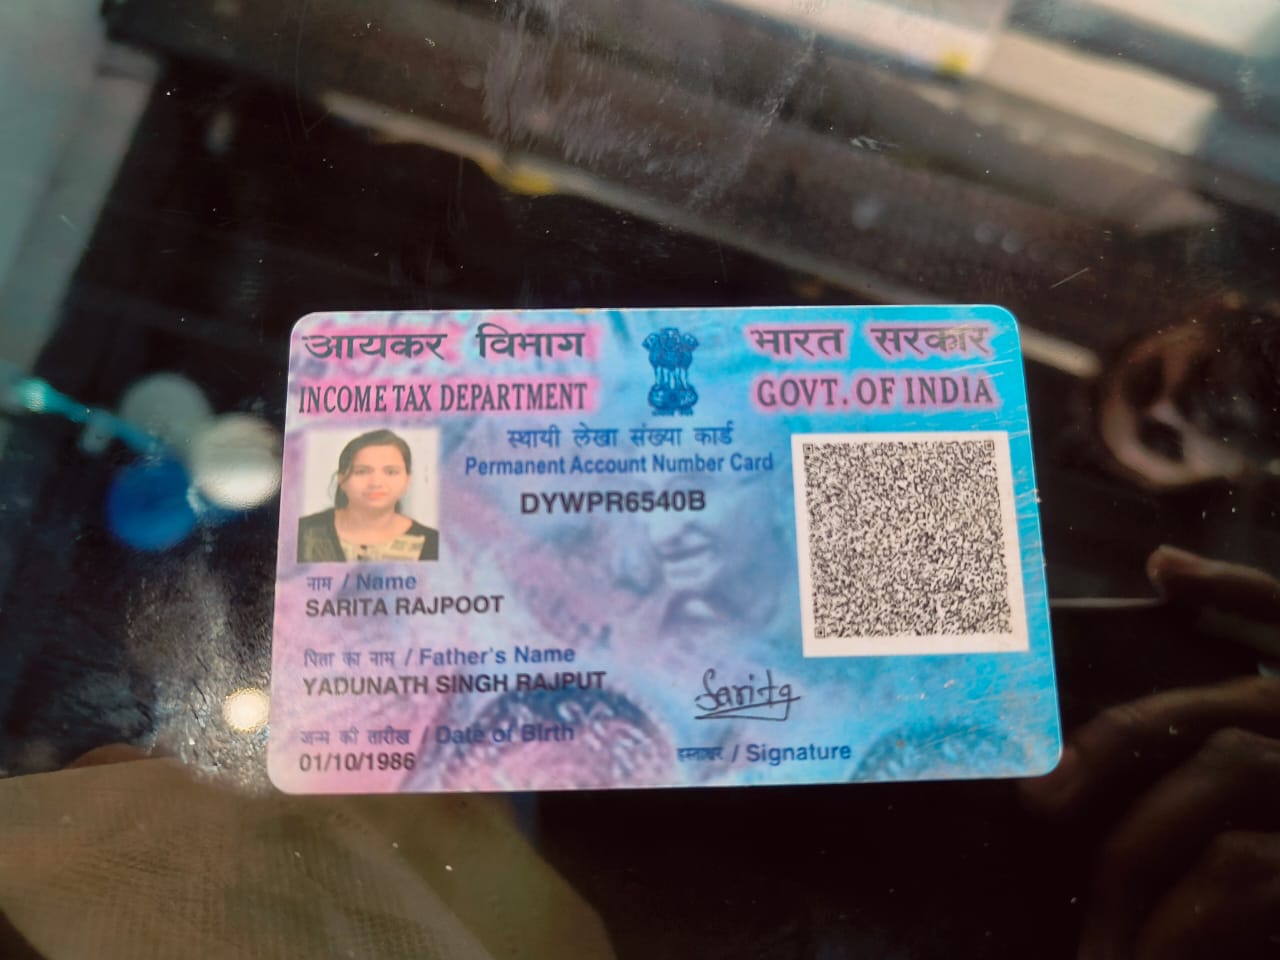 आयकर विभाग
INCOME TAX DEPARTMENT
भारत सरकार
GOVT. OF INDIA
स्थायी लेखा संख्या कार्ड
Permanent Account Number Card
DYWPR6540B
नाम / Name
SARITA RAJPOOT
पिता का नाम / Father's Name
YADUNATH SINGH RAJPUT
जन्म की तारीख / Date of Birth
01/10/1986
Sarita
हस्ताक्षर / Signature